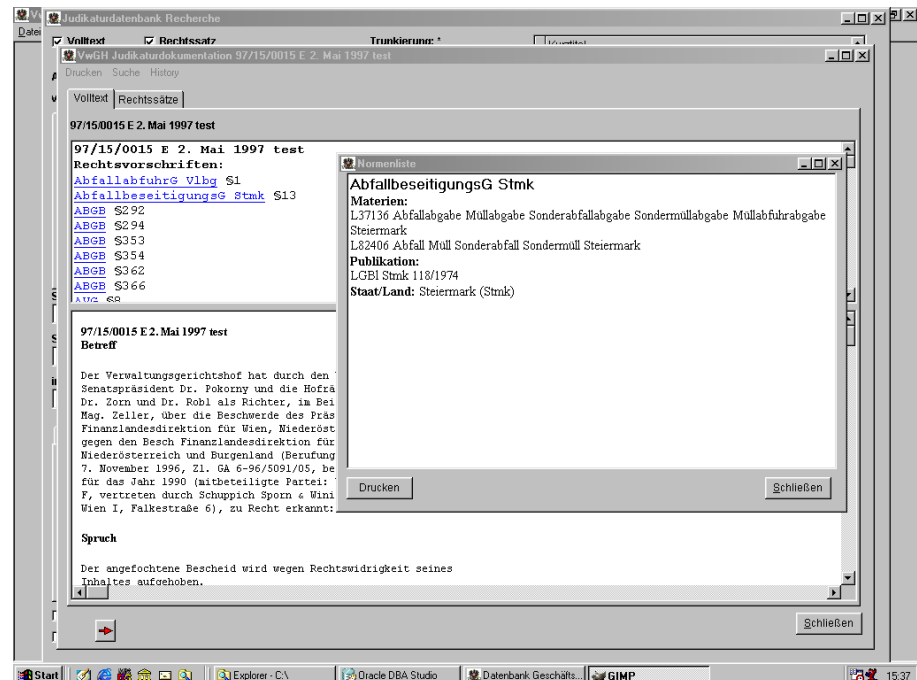 Judikaturdatenbank Recherche
Datei
Volltext Rechtssatz Trunkierung: *
VwGH Judikaturdokumentation 97/15/0015 E 2. Mai 1997 test
Drucken Suche History
Volltext Rechtssätze
97/15/0015 E 2. Mai 1997 test
97/15/0015 E 2. Mai 1997 test
Rechtsvorschriften:
AbfallabfuhrG Vlbg §1
AbfallbeseitigungsG Stmk §13
ABGB §292
ABGB §294
ABGB §353
ABGB §354
ABGB §362
ABGB §366
AVG §8
Normenliste
AbfallbeseitigungsG Stmk
Materien:
L37136 Abfallabgabe Müllabgabe Sonderabfallabgabe Sondermüllabgabe Müllabfuhrabgabe
Steiermark
L82406 Abfall Müll Sonderabfall Sondermüll Steiermark
Publikation:
LGBl Stmk 118/1974
Staat/Land: Steiermark (Stmk)
Drucken Schließen
97/15/0015 E 2. Mai 1997 test
Betreff
Der Verwaltungsgerichtshof hat durch den
Senatspräsident Dr. Pokorny und die Hofrä
Dr. Zorn und Dr. Robl als Richter, im Bei
Mag. Zeller, über die Beschwerde des Präs
Finanzlandesdirektion für Wien, Niederöst
gegen den Besch Finanzlandesdirektion für
Niederösterreich und Burgenland (Berufung
7. November 1996, Zl. GA 6-96/5091/05, be
für das Jahr 1990 (mitbeteiligte Partei:
F, vertreten durch Schuppich Sporn & Wini
Wien I, Falkestraße 6), zu Recht erkannt:
Spruch
Der angefochtene Bescheid wird wegen Rechtswidrigkeit seines
Inhaltes aufgehoben.
Schließen
Start Explorer - C:\ Oracle DBA Studio Datenbank Geschäfts... GIMP 15:37